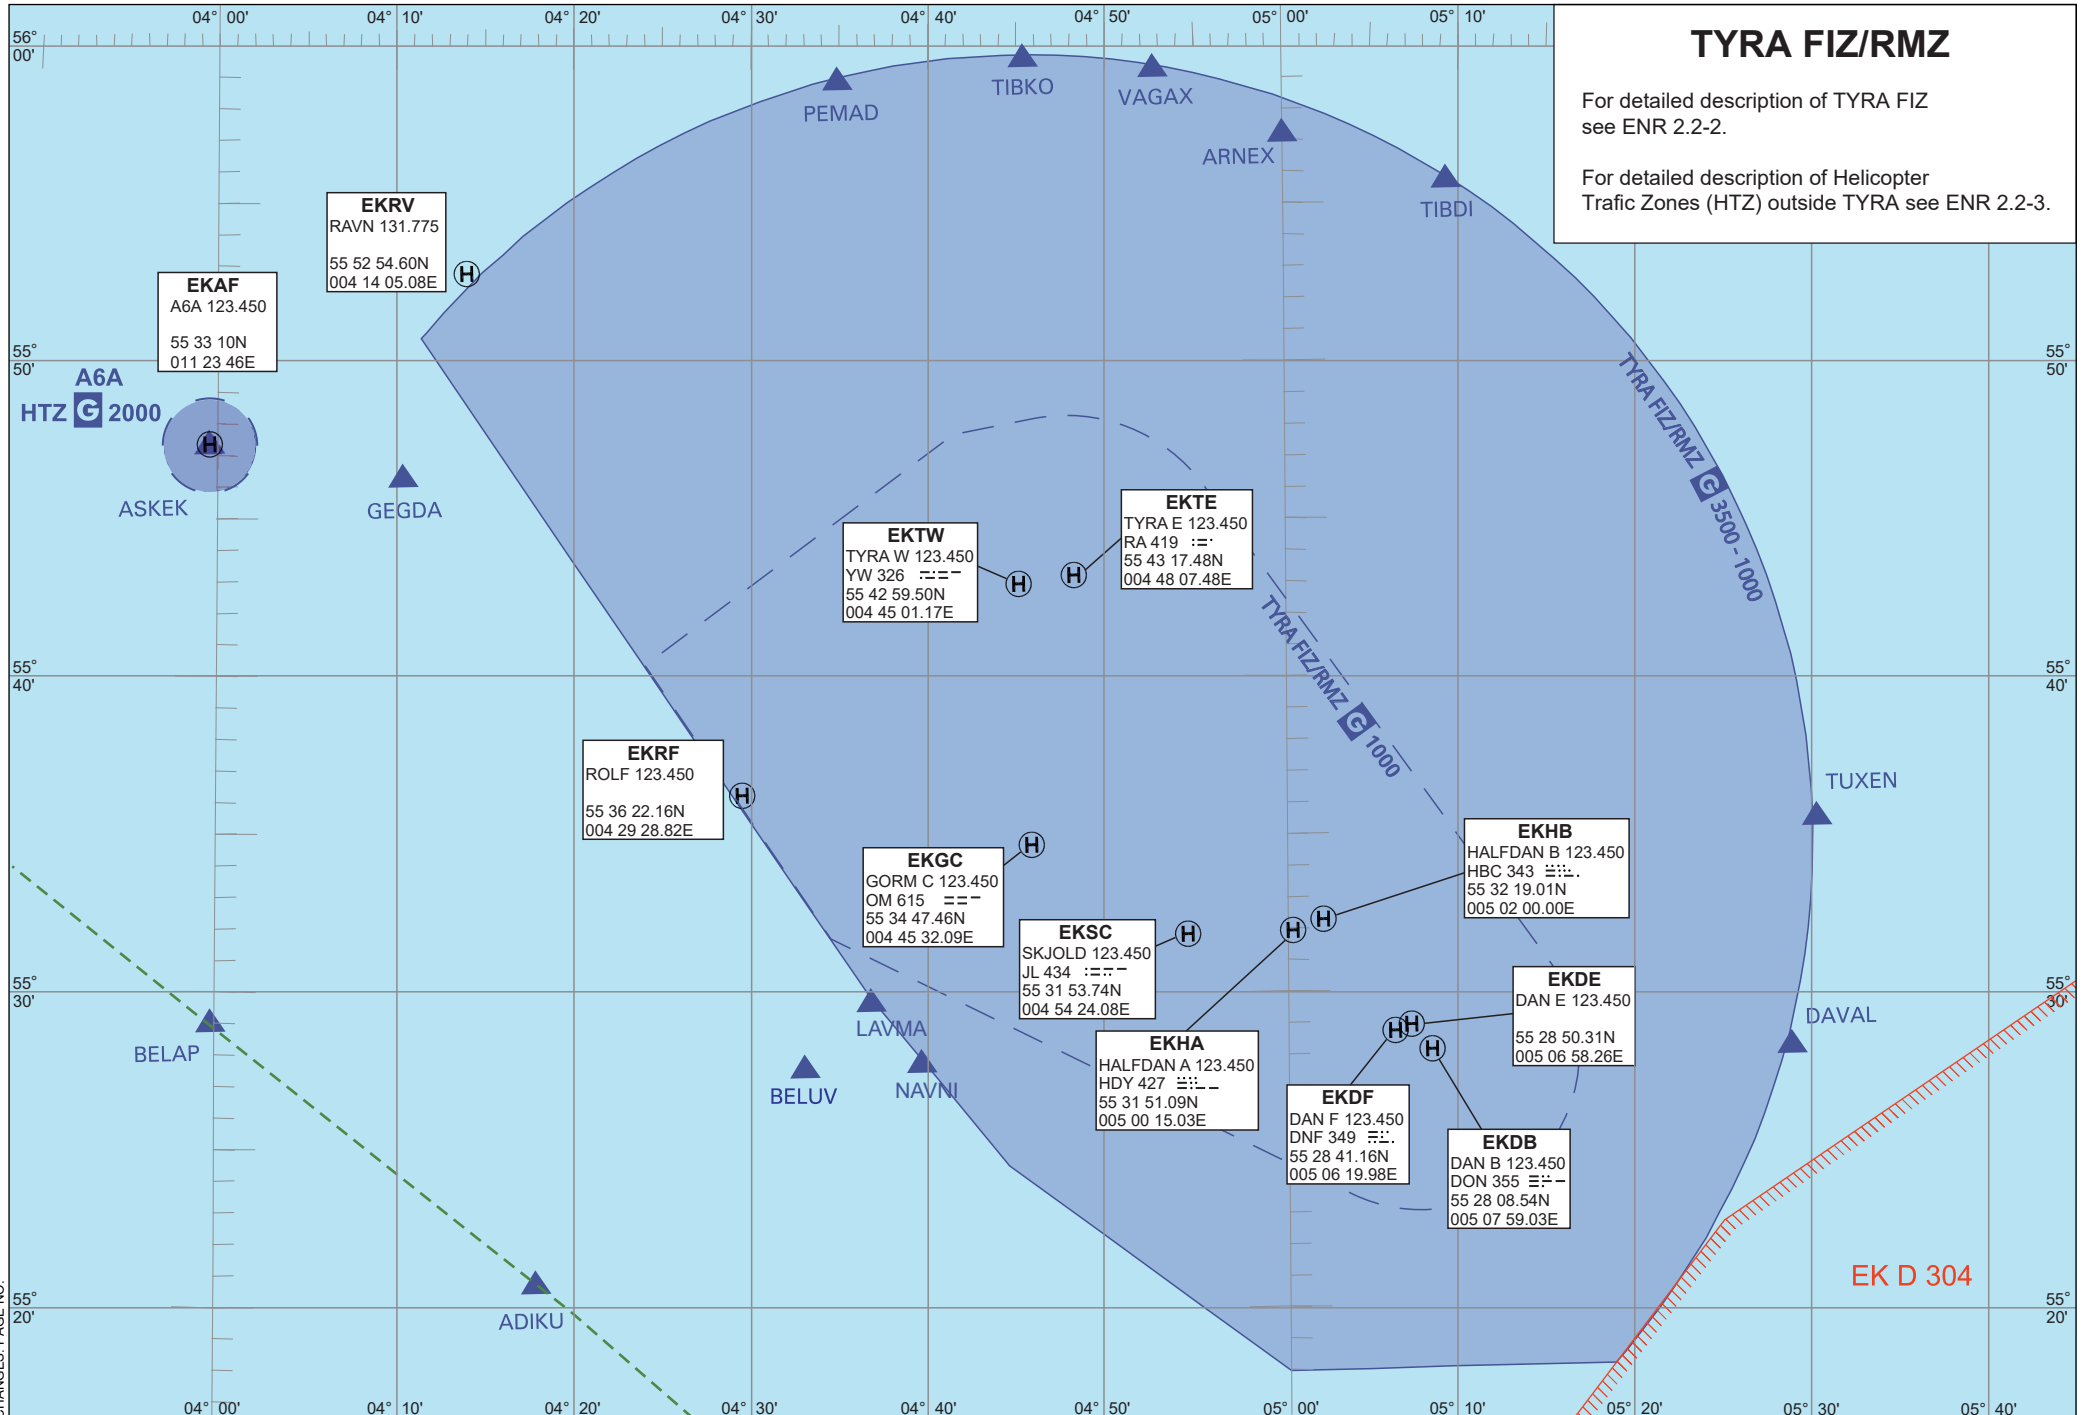 04° 00'
04° 10'
04° 20'
04° 30'
04° 40'
04° 50'
05° 00'
05° 10'
56°
00'
TYRA FIZ/RMZ
For detailed description of TYRA FIZ
see ENR 2.2-2.
For detailed description of Helicopter
Trafic Zones (HTZ) outside TYRA see ENR 2.2-3.
TIBKO
VAGAX
PEMAD
ARNEX
TIBDI
EKRV
RAVN 131.775
55 52 54.60N
004 14 05.08E
H
EKAF
A6A 123.450
55 33 10N
011 23 46E
55°
50'
55°
50'
A6A
HTZ G 2000
H
ASKEK
GEGDA
TYRA FIZ/RMZ G 3500 - 1000
EKTW
TYRA W 123.450
YW 326
55 42 59.50N
004 45 01.17E
H
EKTE
TYRA E 123.450
RA 419
55 43 17.48N
004 48 07.48E
H
TYRA FIZ/RMZ G 1000
55°
40'
55°
40'
EKRF
ROLF 123.450
55 36 22.16N
004 29 28.82E
H
TUXEN
EKGC
GORM C 123.450
OM 615
55 34 47.46N
004 45 32.09E
H
EKHB
HALFDAN B 123.450
HBC 343
55 32 19.01N
005 02 00.00E
H
EKSC
SKJOLD 123.450
JL 434
55 31 53.74N
004 54 24.08E
H
H
EKHA
HALFDAN A 123.450
HDY 427
55 31 51.09N
005 00 15.03E
EKDE
DAN E 123.450
55 28 50.31N
005 06 58.26E
H
H
H
55°
30'
55°
30'
DAVAL
LAVMA
BELAP
BELUV
NAVNI
EKDF
DAN F 123.450
DNF 349
55 28 41.16N
005 06 19.98E
EKDB
DAN B 123.450
DON 355
55 28 08.54N
005 07 59.03E
EK D 304
ADIKU
55°
20'
55°
20'
CHANGES: PAGE NO.
04° 00'
04° 10'
04° 20'
04° 30'
04° 40'
04° 50'
05° 00'
05° 10'
05° 20'
05° 30'
05° 40'